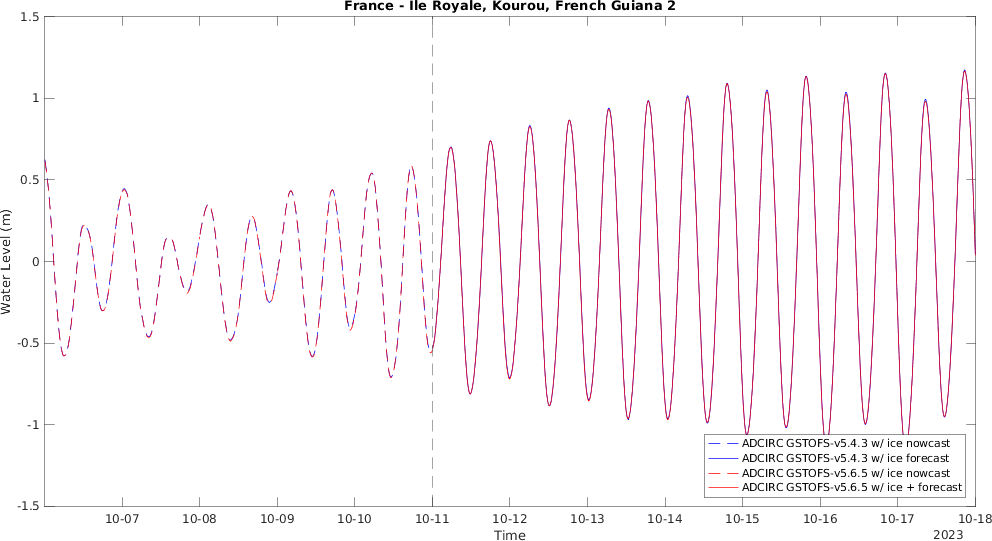 France - Ile Royale, Kourou, French Guiana 2
1.5
1
0.5
0
-0.5
-1
-1.5
Water Level (m)
ADCIRC GSTOFS-v5.4.3 w/ ice nowcast
ADCIRC GSTOFS-v5.4.3 w/ ice forecast
ADCIRC GSTOFS-v5.6.5 w/ ice nowcast
ADCIRC GSTOFS-v5.6.5 w/ ice + forecast
10-07 10-08 10-09 10-10 10-11 10-12 10-13 10-14 10-15 10-16 10-17 10-18
Time
2023